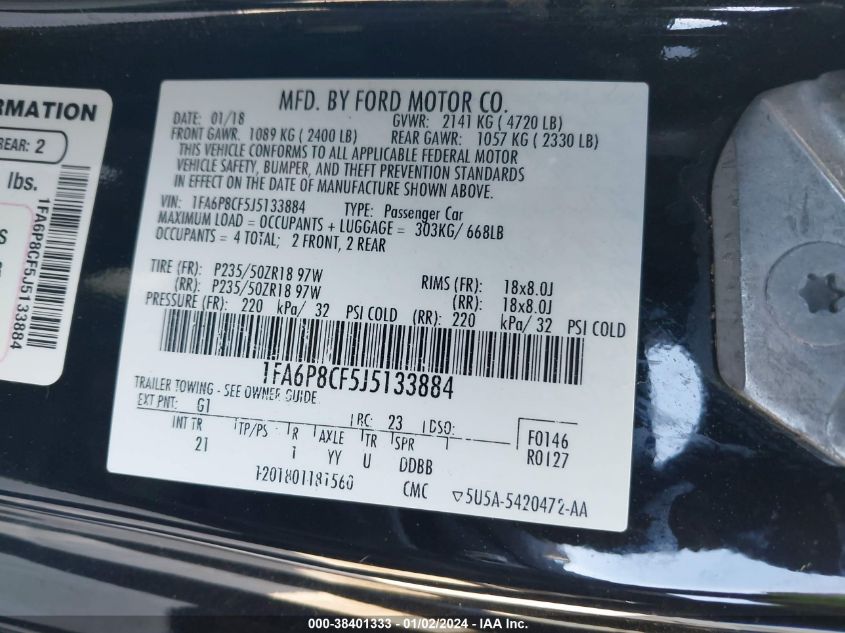 RMATION
REAR: 2
lbs.
S
R
1FA6P8CF5J5133884
MFD. BY FORD MOTOR CO.
DATE: 01/18 GVWR: 2141 KG ( 4720 LB)
FRONT GAWR: 1089 KG ( 2400 LB) REAR GAWR: 1057 KG ( 2330 LB)
THIS VEHICLE CONFORMS TO ALL APPLICABLE FEDERAL MOTOR
VEHICLE SAFETY, BUMPER, AND THEFT PREVENTION STANDARDS
IN EFFECT ON THE DATE OF MANUFACTURE SHOWN ABOVE.
VIN: 1FA6P8CF5J5133884 TYPE: Passenger Car
MAXIMUM LOAD = OCCUPANTS + LUGGAGE = 303KG/ 668LB
OCCUPANTS = 4 TOTAL; 2 FRONT, 2 REAR
TIRE (FR): P235/50ZR18 97W RIMS (FR): 18x8.0J
(RR): P235/50ZR18 97W (RR): 18x8.0J
PRESSURE (FR): 220 kPa/ 32 PSI COLD (RR): 220 kPa/ 32 PSI COLD
1FA6P8CF5J5133884
TRAILER TOWING - SEE OWNER GUIDE
EXT PNT: G1 RC: 23 DSO: F0146
INT TR TP/PS R AXLE TR SPR R0127
21 i YY U DDBB
1201801181560 CMC ▽5U5A-5420472-AA
000-38401333 - 01/02/2024 - IAA Inc.